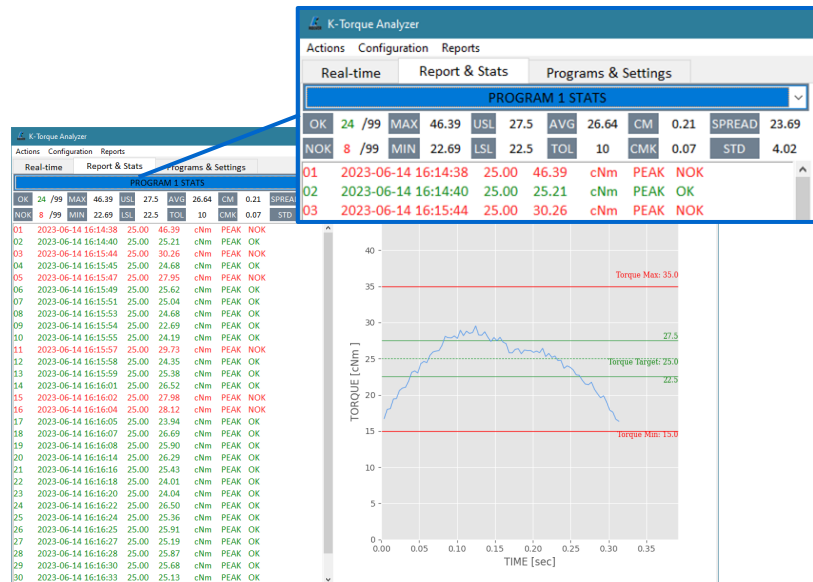 K-Torque Analyzer
Actions Configuration Reports
Real-time Report & Stats Programs & Settings
PROGRAM 1 STATS
OK 24 /99 MAX 46.39 USL 27.5 AVG 26.64 CM 0.21 SPREAD 23.69
NOK 8 /99 MIN 22.69 LSL 22.5 TOL 10 CMK 0.07 STD 4.02
01 2023-06-14 16:14:38 25.00 46.39 cNm PEAK NOK
02 2023-06-14 16:14:40 25.00 25.21 cNm PEAK OK
03 2023-06-14 16:15:44 25.00 30.26 cNm PEAK NOK
K-Torque Analyzer
Actions Configuration Reports
Real-time Report & Stats Programs & Settings
PROGRAM 1 STATS
OK 24 /99 MAX 46.39 USL 27.5 AVG 26.64 CM 0.21 SPREA
NOK 8 /99 MIN 22.69 LSL 22.5 TOL 10 CMK 0.07 STD
01 2023-06-14 16:14:38 25.00 46.39 cNm PEAK NOK
02 2023-06-14 16:14:40 25.00 25.21 cNm PEAK OK
03 2023-06-14 16:15:44 25.00 30.26 cNm PEAK NOK
04 2023-06-14 16:15:45 25.00 24.68 cNm PEAK OK
05 2023-06-14 16:15:47 25.00 27.95 cNm PEAK NOK
06 2023-06-14 16:15:49 25.00 25.62 cNm PEAK OK
07 2023-06-14 16:15:51 25.00 25.04 cNm PEAK OK
08 2023-06-14 16:15:53 25.00 24.68 cNm PEAK OK
09 2023-06-14 16:15:54 25.00 22.69 cNm PEAK OK
10 2023-06-14 16:15:55 25.00 24.19 cNm PEAK OK
11 2023-06-14 16:15:57 25.00 29.73 cNm PEAK NOK
12 2023-06-14 16:15:58 25.00 24.35 cNm PEAK OK
13 2023-06-14 16:15:59 25.00 25.38 cNm PEAK OK
14 2023-06-14 16:16:01 25.00 26.52 cNm PEAK OK
15 2023-06-14 16:16:02 25.00 27.98 cNm PEAK NOK
16 2023-06-14 16:16:04 25.00 28.12 cNm PEAK NOK
17 2023-06-14 16:16:05 25.00 23.94 cNm PEAK OK
18 2023-06-14 16:16:07 25.00 26.69 cNm PEAK OK
19 2023-06-14 16:16:08 25.00 25.90 cNm PEAK OK
20 2023-06-14 16:16:14 25.00 26.29 cNm PEAK OK
21 2023-06-14 16:16:16 25.00 25.43 cNm PEAK OK
22 2023-06-14 16:16:18 25.00 24.01 cNm PEAK OK
23 2023-06-14 16:16:20 25.00 24.04 cNm PEAK OK
24 2023-06-14 16:16:22 25.00 26.50 cNm PEAK OK
25 2023-06-14 16:16:24 25.00 25.36 cNm PEAK OK
26 2023-06-14 16:16:25 25.00 25.91 cNm PEAK OK
27 2023-06-14 16:16:27 25.00 25.19 cNm PEAK OK
28 2023-06-14 16:16:28 25.00 25.87 cNm PEAK OK
29 2023-06-14 16:16:30 25.00 25.68 cNm PEAK OK
30 2023-06-14 16:16:33 25.00 25.13 cNm PEAK OK
TORQUE [cNm ]
40
35
30
25
20
15
10
5
0
Torque Max: 35.0
27.5
Torque Target: 25.0
22.5
Torque Min: 15.0
0.00 0.05 0.10 0.15 0.20 0.25 0.30 0.35
TIME [sec]